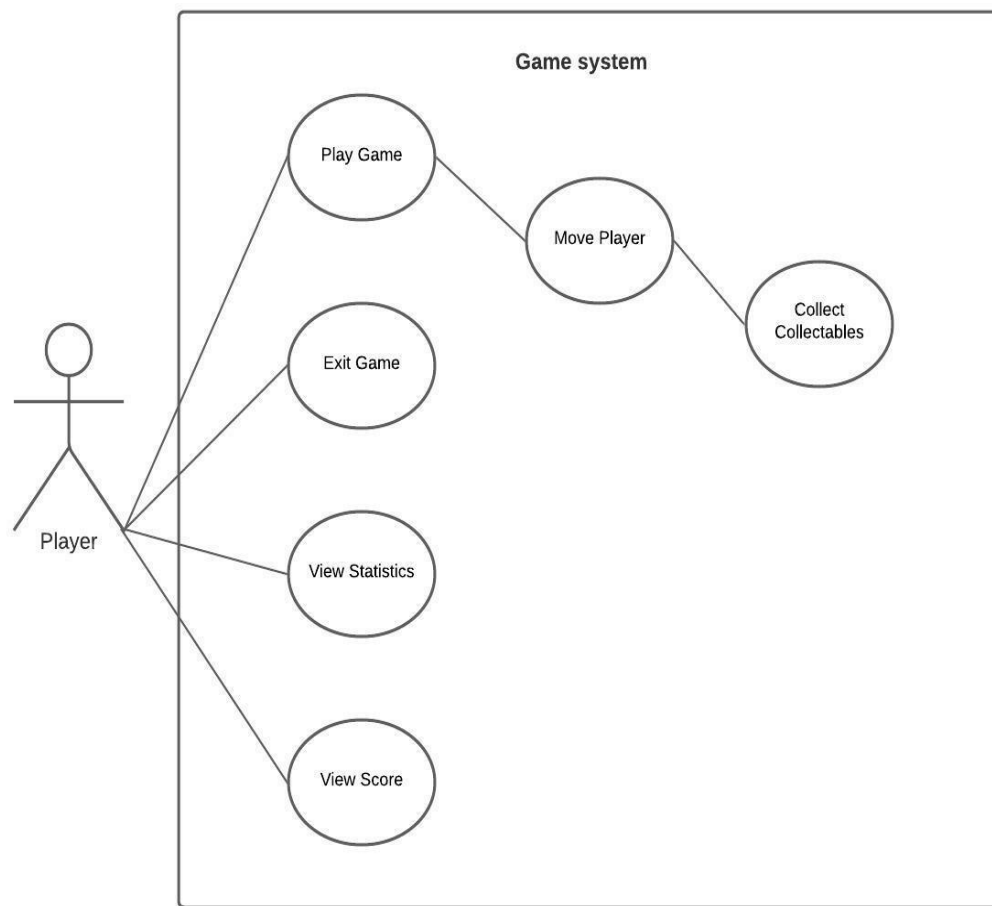 Game system
Play Game
Move Player
Collect
Collectables
Exit Game
Player
View Statistics
View Score